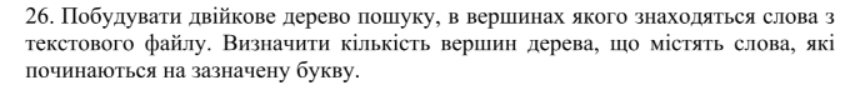 26. Побудувати двійкове дерево пошуку, в вершинах якого знаходяться слова з
текстового файлу. Визначити кількість вершин дерева, що містять слова, які
починаються на зазначену букву.